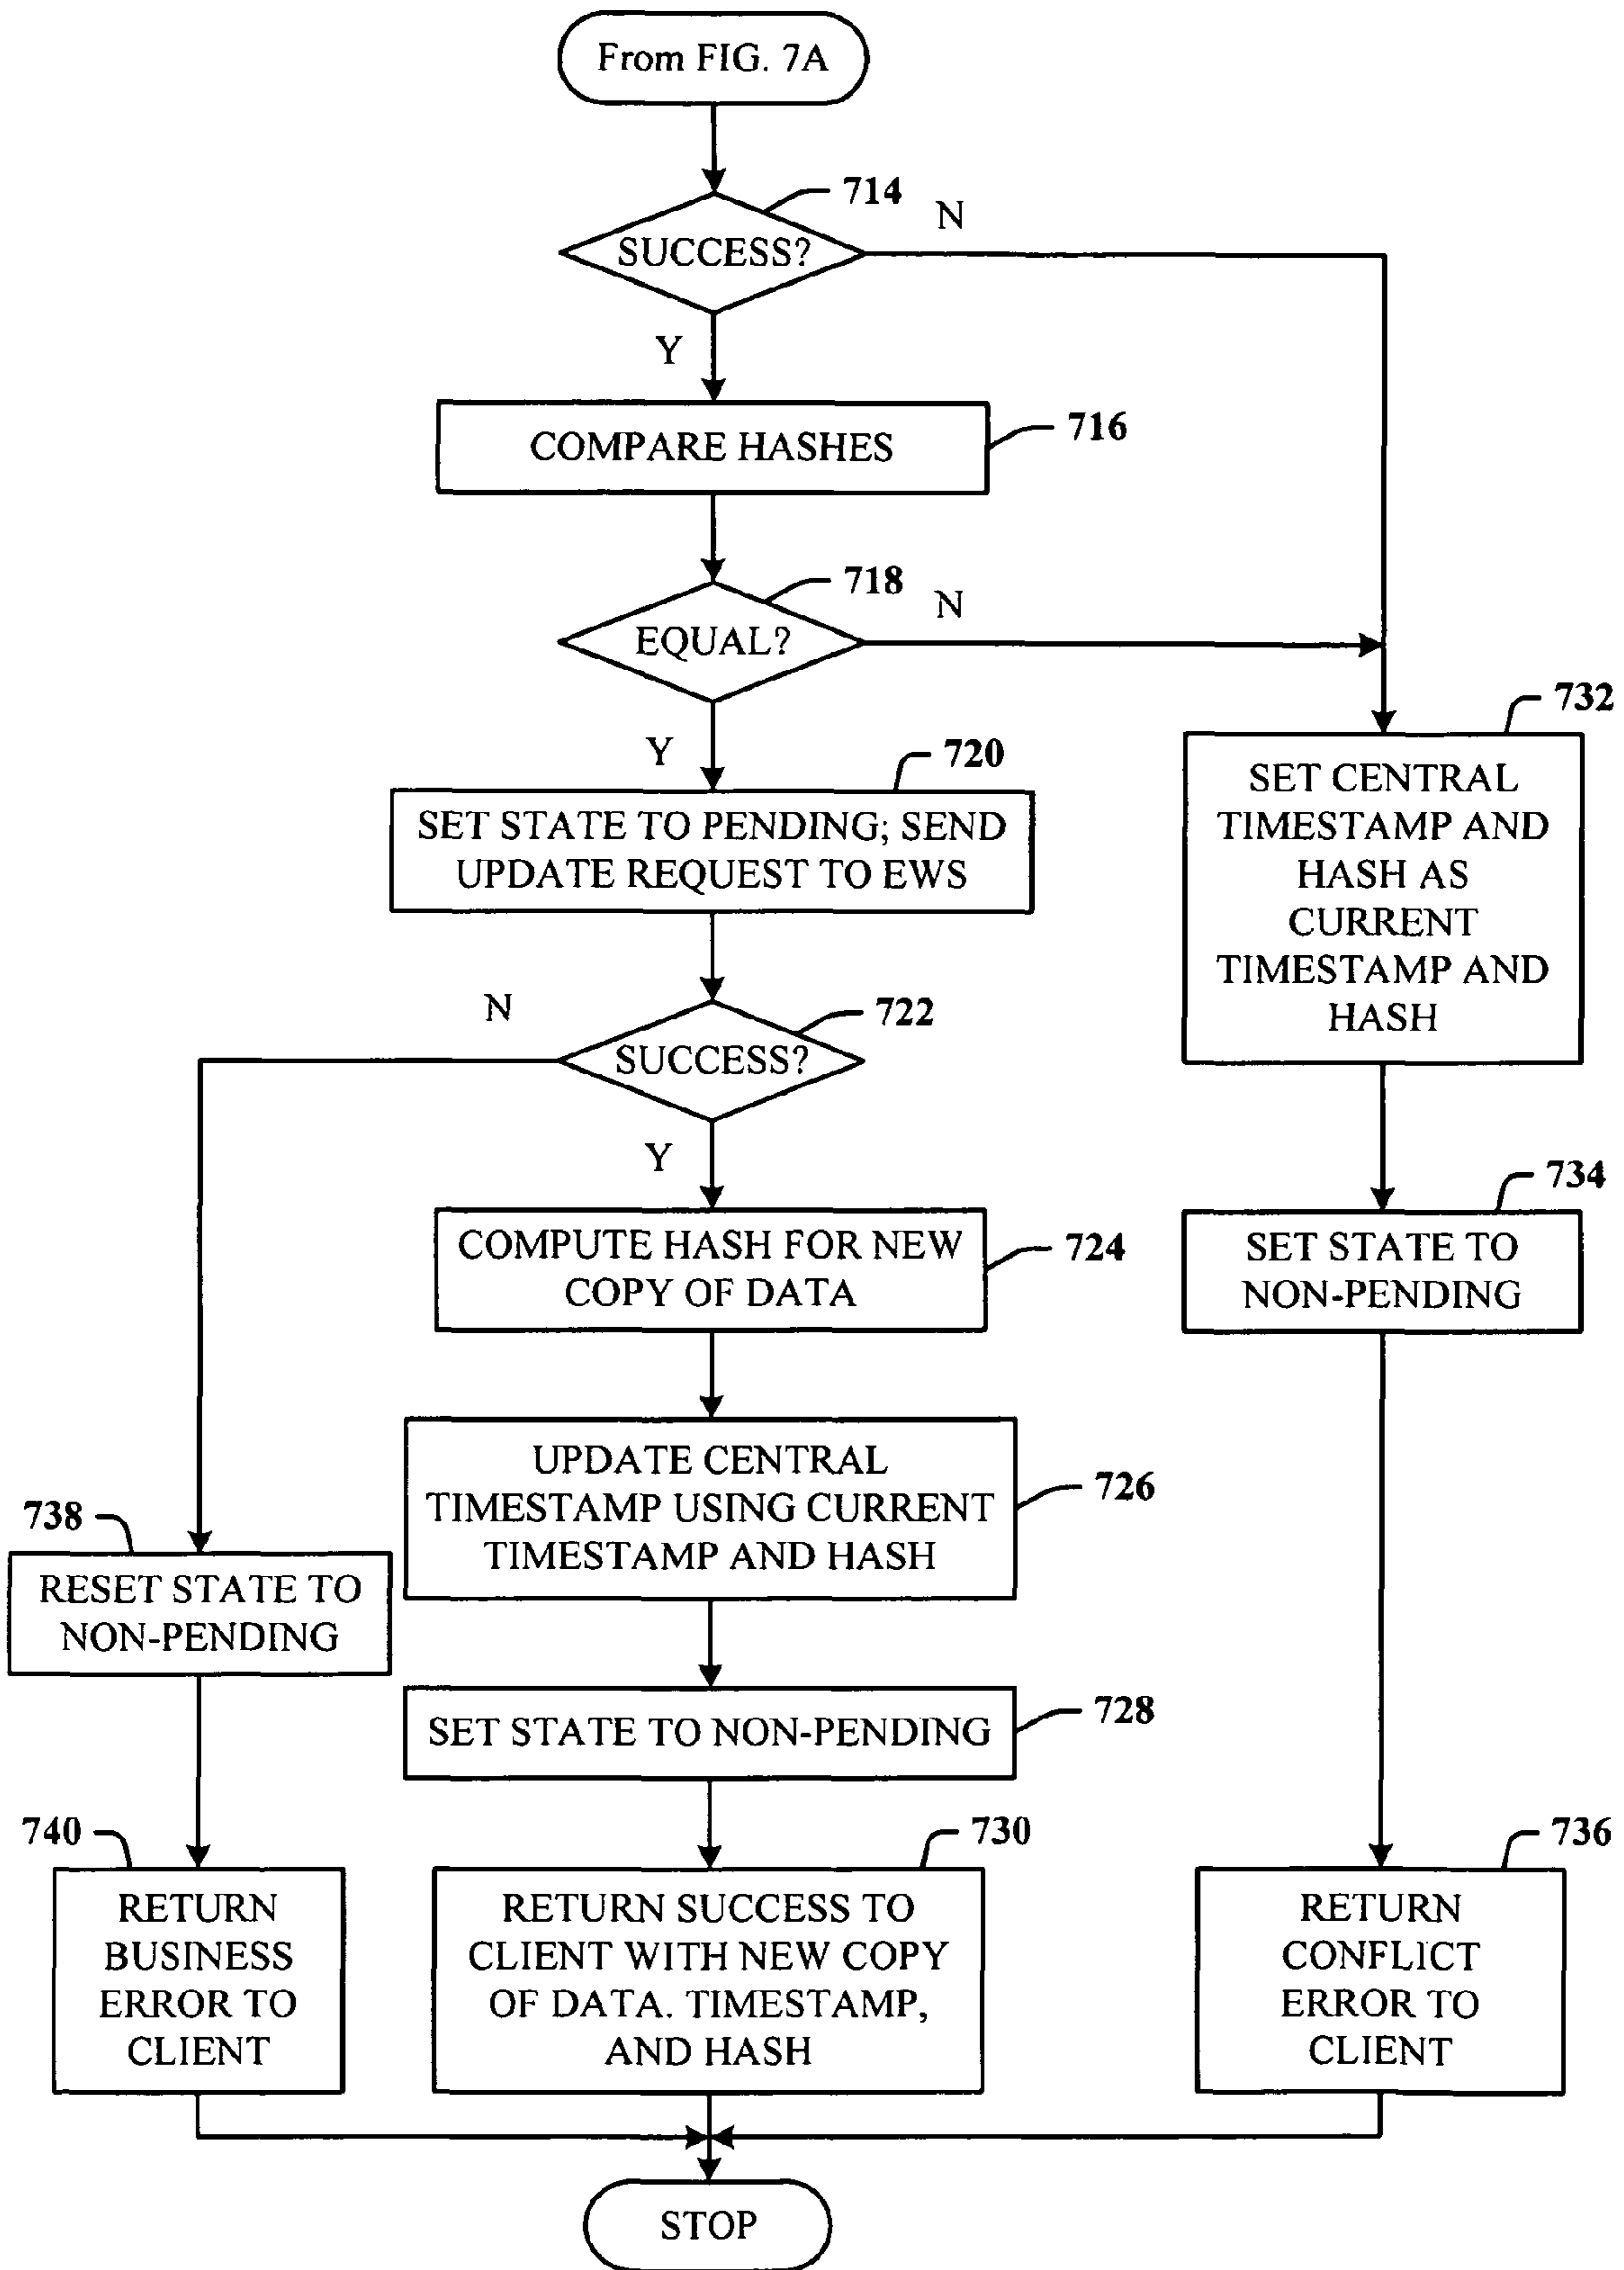 From FIG. 7A
714
N
SUCCESS?
Y
COMPARE HASHES
716
718
N
EQUAL?
Y
720
SET STATE TO PENDING; SEND
UPDATE REQUEST TO EWS
732
SET CENTRAL
TIMESTAMP AND
HASH AS
CURRENT
TIMESTAMP AND
HASH
N
722
SUCCESS?
Y
734
SET STATE TO
NON-PENDING
COMPUTE HASH FOR NEW
COPY OF DATA
724
UPDATE CENTRAL
TIMESTAMP USING CURRENT
TIMESTAMP AND HASH
726
738
RESET STATE TO
NON-PENDING
SET STATE TO NON-PENDING
728
740
RETURN
BUSINESS
ERROR TO
CLIENT
730
RETURN SUCCESS TO
CLIENT WITH NEW COPY
OF DATA. TIMESTAMP,
AND HASH
736
RETURN
CONFLICT
ERROR TO
CLIENT
STOP